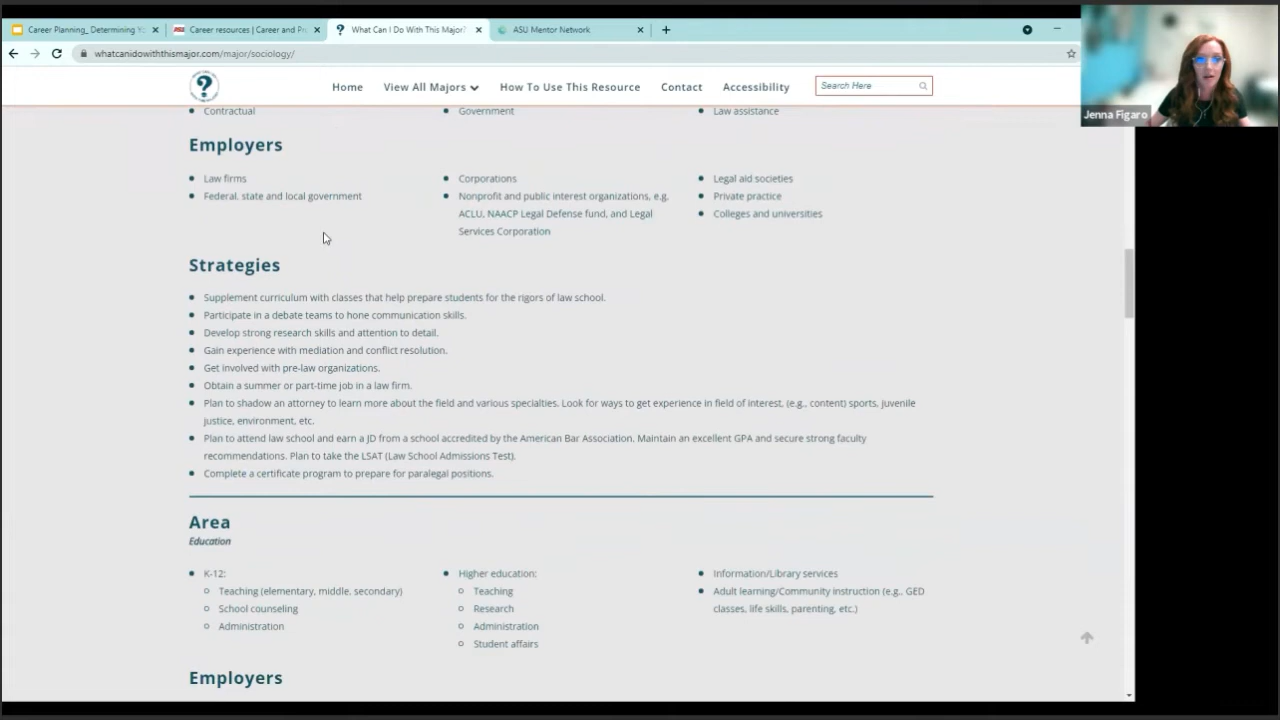 Career Planning_ Determining Yo
Career resources | Career and Pr
What Can I Do With This Major?
ASU Mentor Network
whatcanidowiththismajor.com/major/sociology/
?
Home
View All Majors
How To Use This Resource
Contact
Accessibility
Search Here
Jenna Figaro
Contractual
Government
Law assistance
Employers
Law firms
Federal, state and local government
Corporations
Nonprofit and public interest organizations, e.g.
ACLU, NAACP Legal Defense fund, and Legal
Services Corporation
Legal aid societies
Private practice
Colleges and universities
Strategies
Supplement curriculum with classes that help prepare students for the rigors of law school.
Participate in a debate teams to hone communication skills.
Develop strong research skills and attention to detail.
Gain experience with mediation and conflict resolution.
Get involved with pre-law organizations.
Obtain a summer or part-time job in a law firm.
Plan to shadow an attorney to learn more about the field and various specialties. Look for ways to get experience in field of interest, (e.g., content) sports, juvenile
justice, environment, etc.
Plan to attend law school and earn a JD from a school accredited by the American Bar Association. Maintain an excellent GPA and secure strong faculty
recommendations. Plan to take the LSAT (Law School Admissions Test).
Complete a certificate program to prepare for paralegal positions.
Area
Education
K-12:
Teaching (elementary, middle, secondary)
School counseling
Administration
Higher education:
Teaching
Research
Administration
Student affairs
Information/Library services
Adult learning/Community instruction (e.g., GED
classes, life skills, parenting, etc.)
Employers